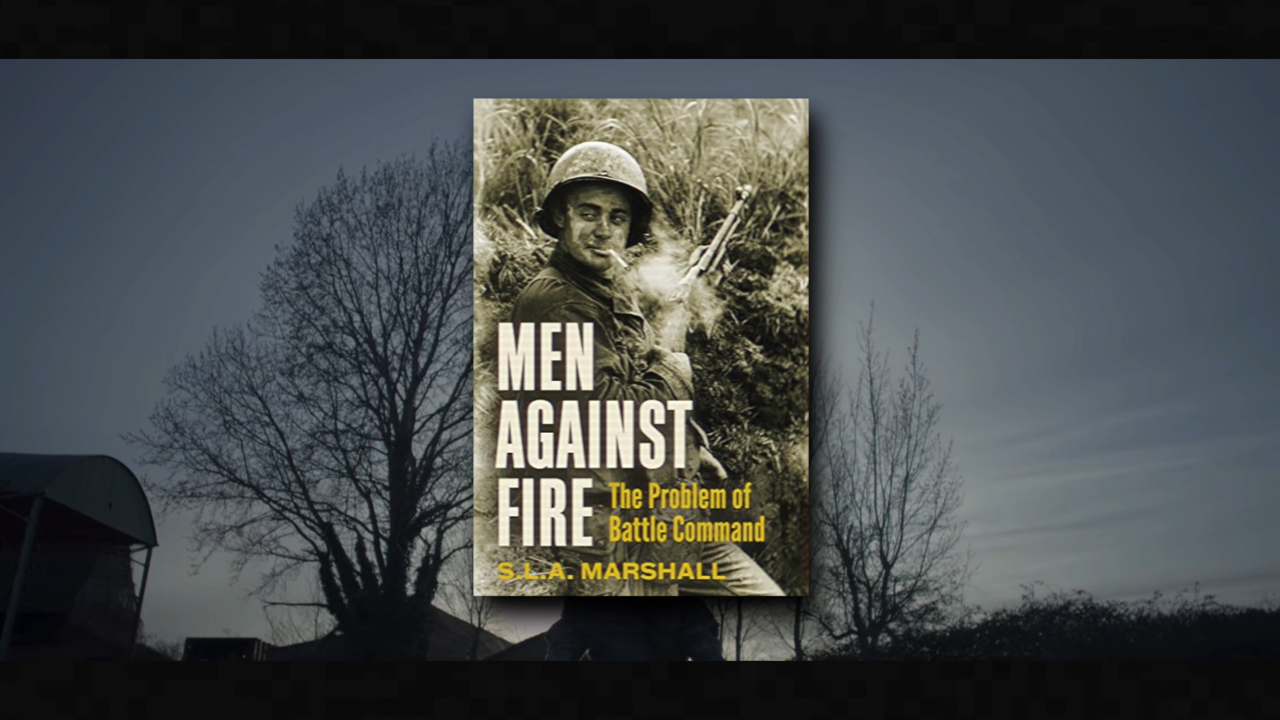 MEN
AGAINST
FIRE
The Problem of
Battle Command
S.L.A. MARSHALL